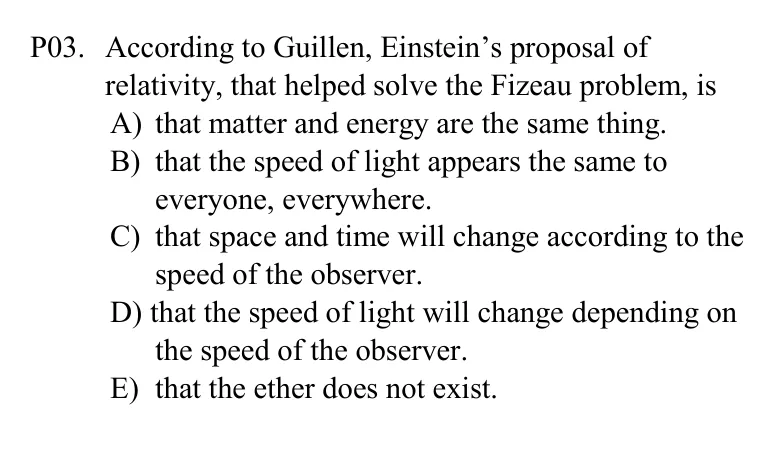 P03. According to Guillen, Einstein's proposal of
relativity, that helped solve the Fizeau problem, is
A) that matter and energy are the same thing.
B) that the speed of light appears the same to
everyone, everywhere.
C) that space and time will change according to the
speed of the observer.
D) that the speed of light will change depending on
the speed of the observer.
E) that the ether does not exist.